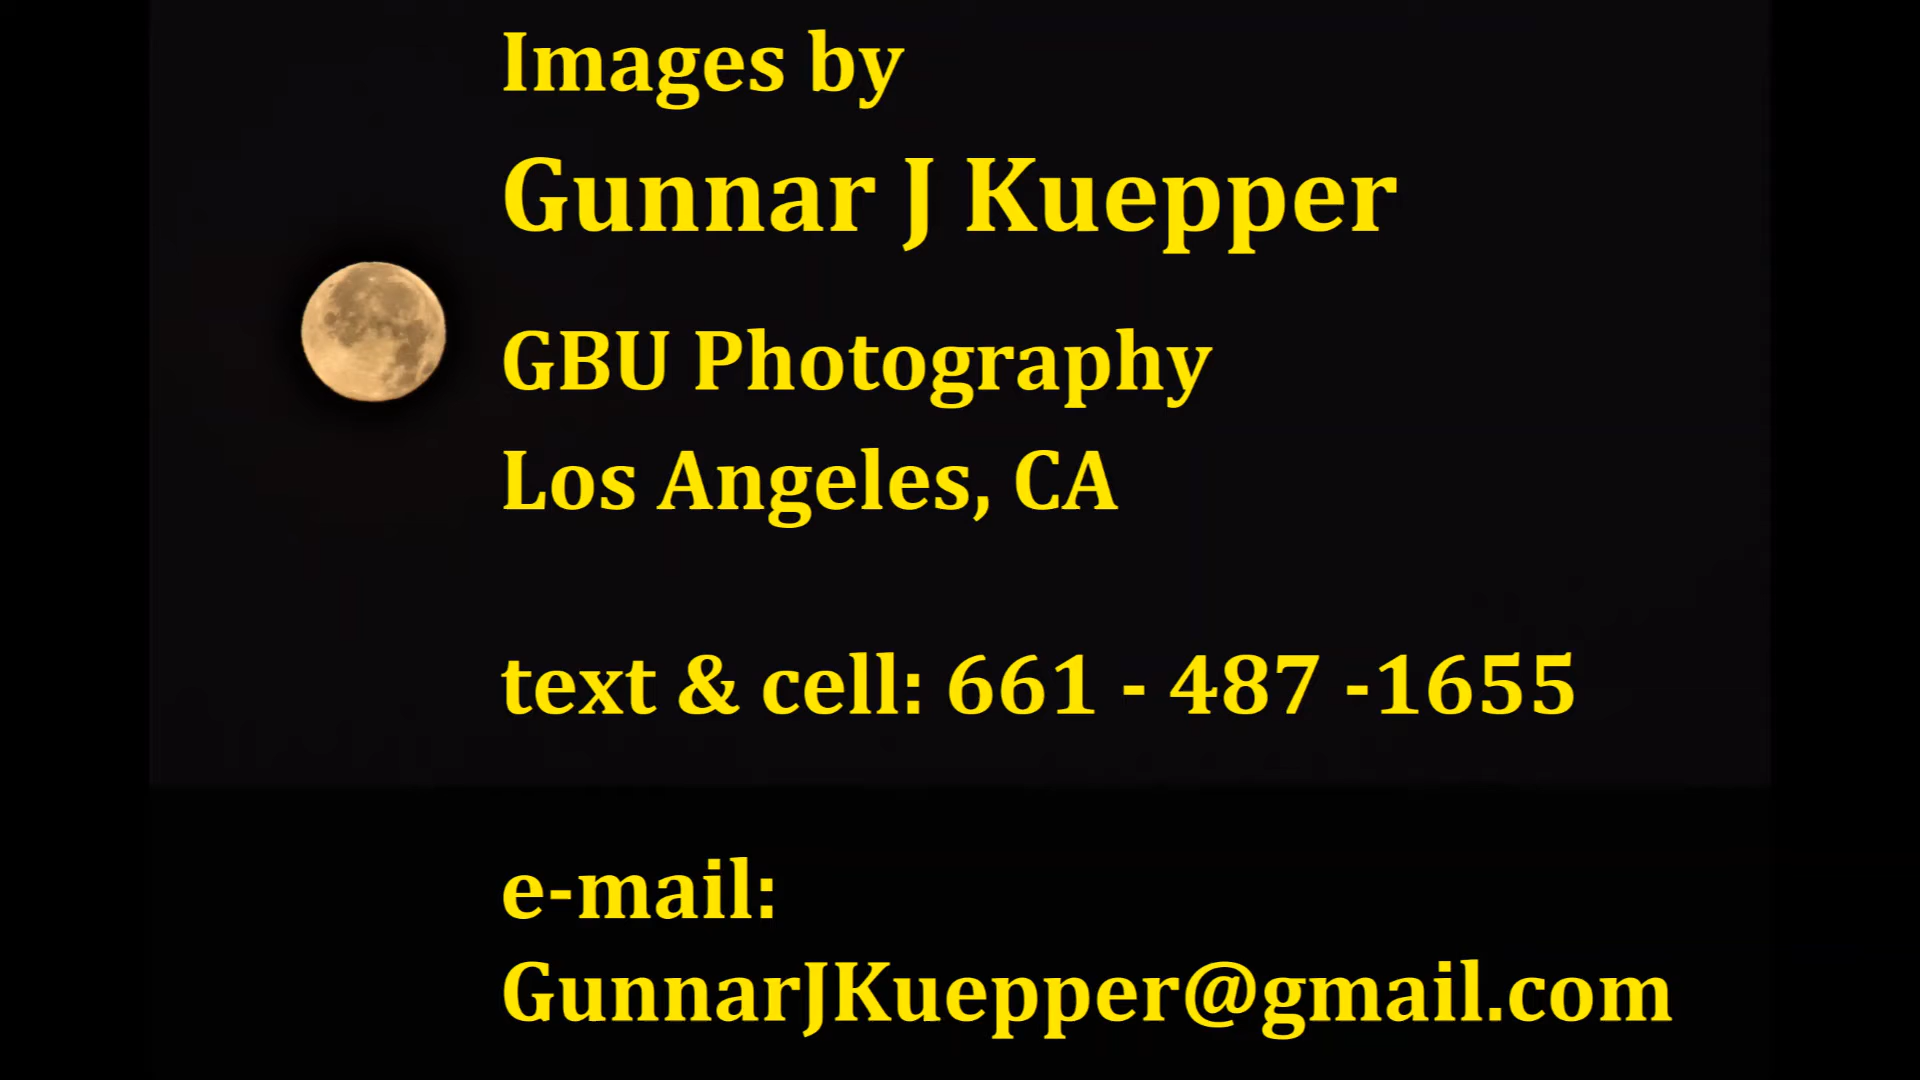 Images by
Gunnar J Kuepper
GBU Photography
Los Angeles, CA
text & cell: 661 - 487 -1655
e-mail:
GunnarJKuepper@gmail.com